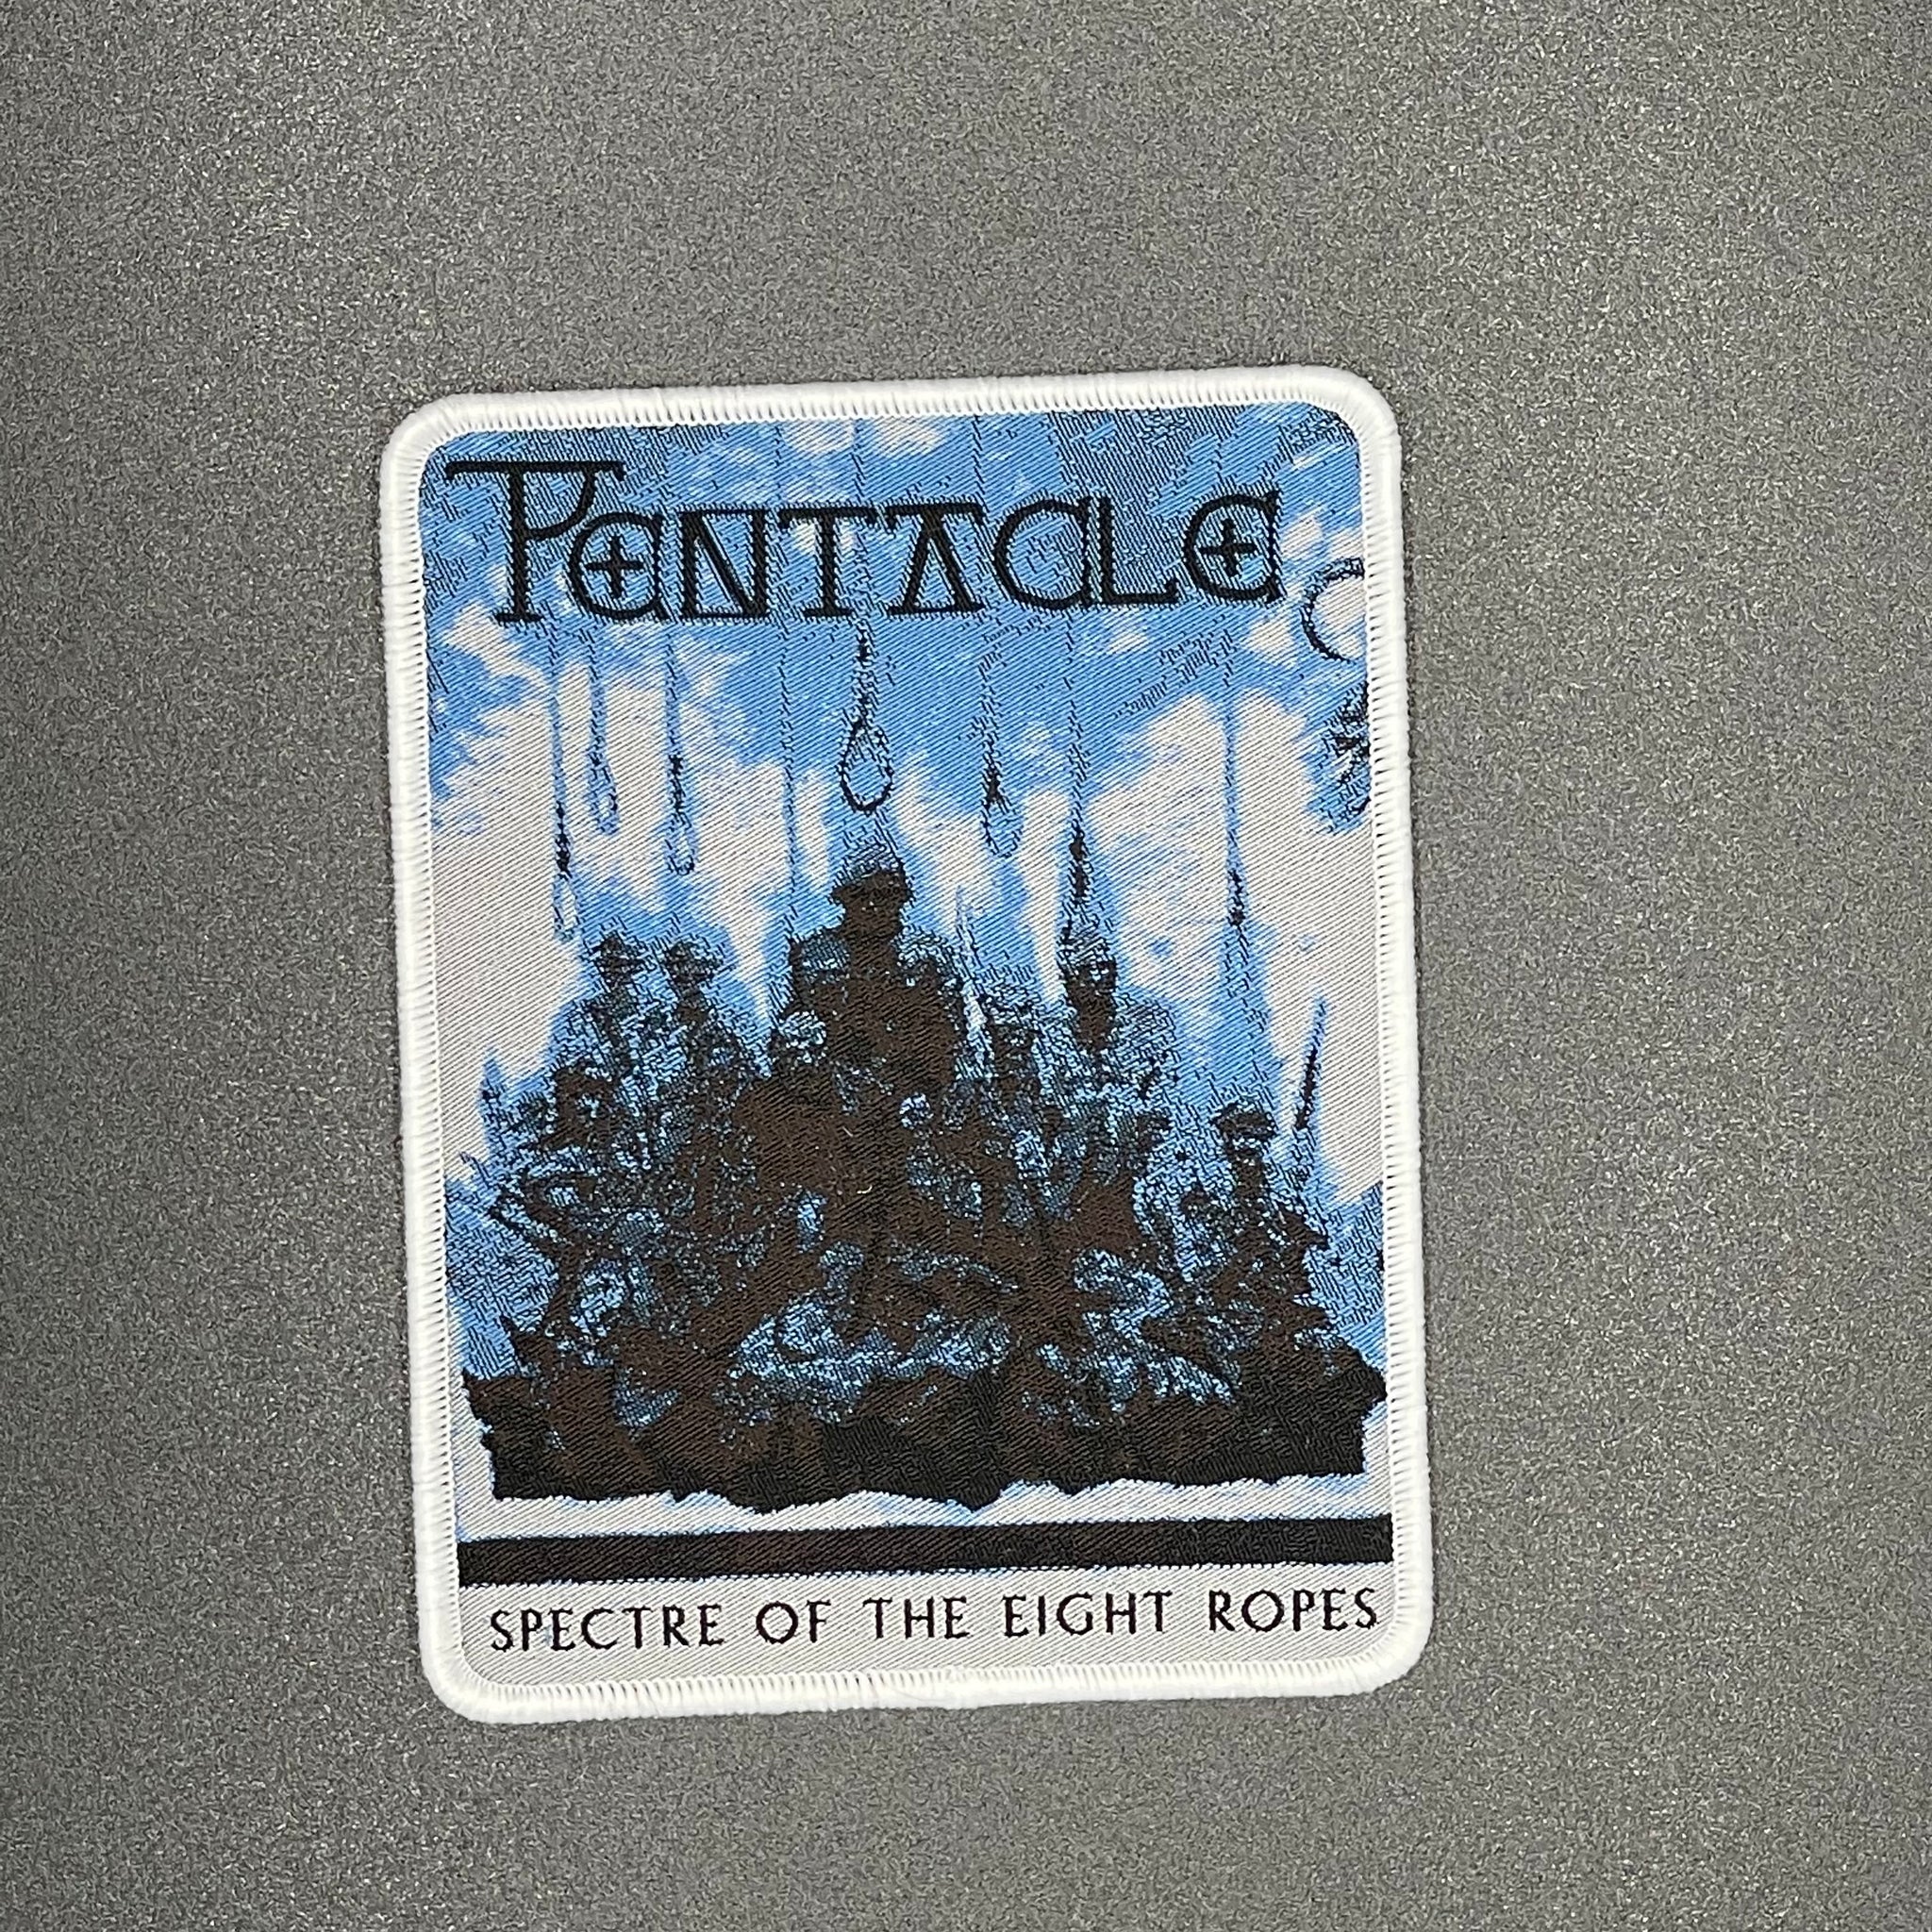 PENTACLE
SPECTRE OF THE EIGHT ROPES